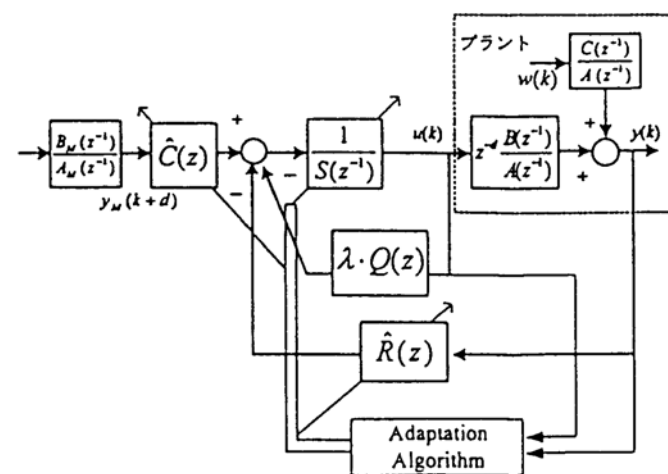 プラント
C(z⁻¹)
A(z⁻¹)
w(k)
+
y(k)
B_M(z⁻¹)
A_M(z⁻¹)
Ĉ(z)
+
−
1
S(z⁻¹)
−
u(k)
z⁻ᵈ B(z⁻¹)
A(z⁻¹)
+
y_M(k+d)
−
λ·Q(z)
R̂(z)
Adaptation
Algorithm